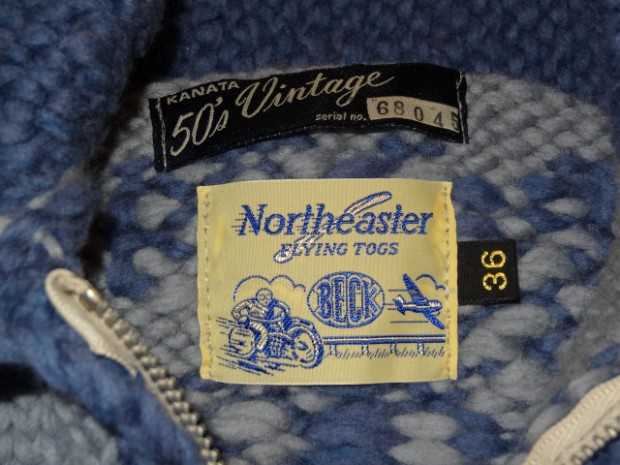 KANATA
50's Vintage
serial no. 68045
Northeaster
FLYING TOGS
BECK
36